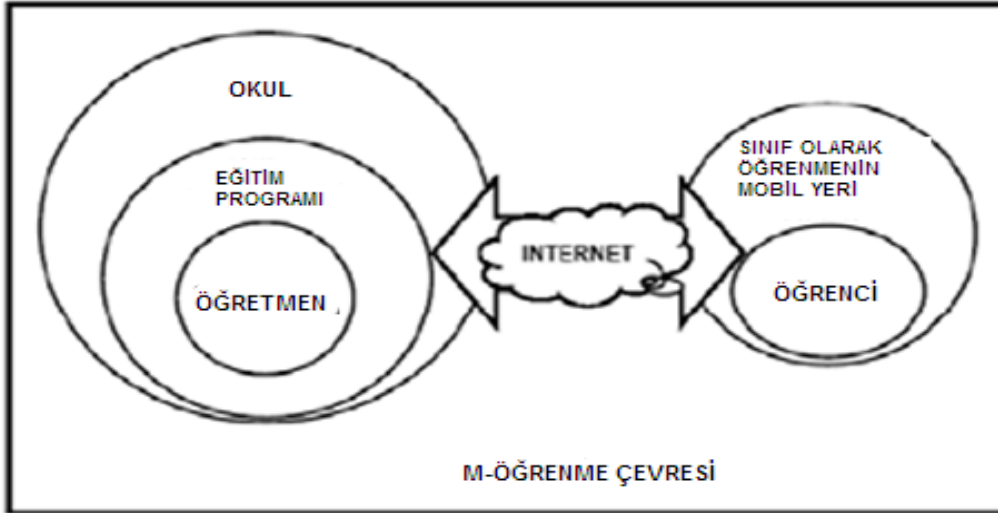 OKUL
EĞİTİM
PROGRAMI
ÖĞRETMEN
INTERNET
SINIF OLARAK
ÖĞRENMENİN
MOBİL YERİ
ÖĞRENCİ
M-ÖĞRENME ÇEVRESİ